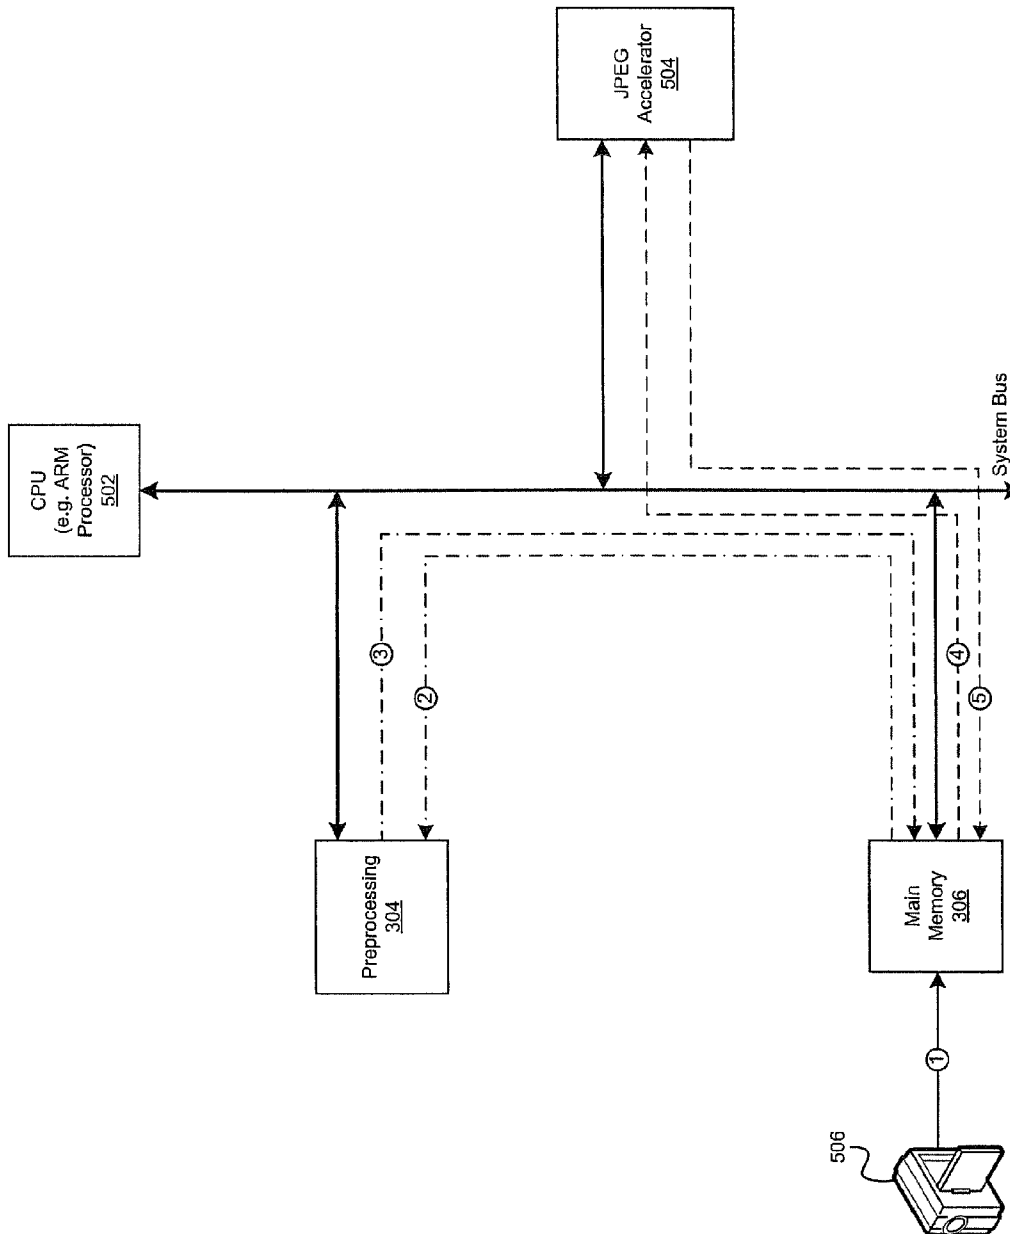 CPU
(e.g. ARM
Processor)
502
JPEG
Accelerator
504
System Bus
Preprocessing
304
3
2
Main
Memory
306
4
5
1
506